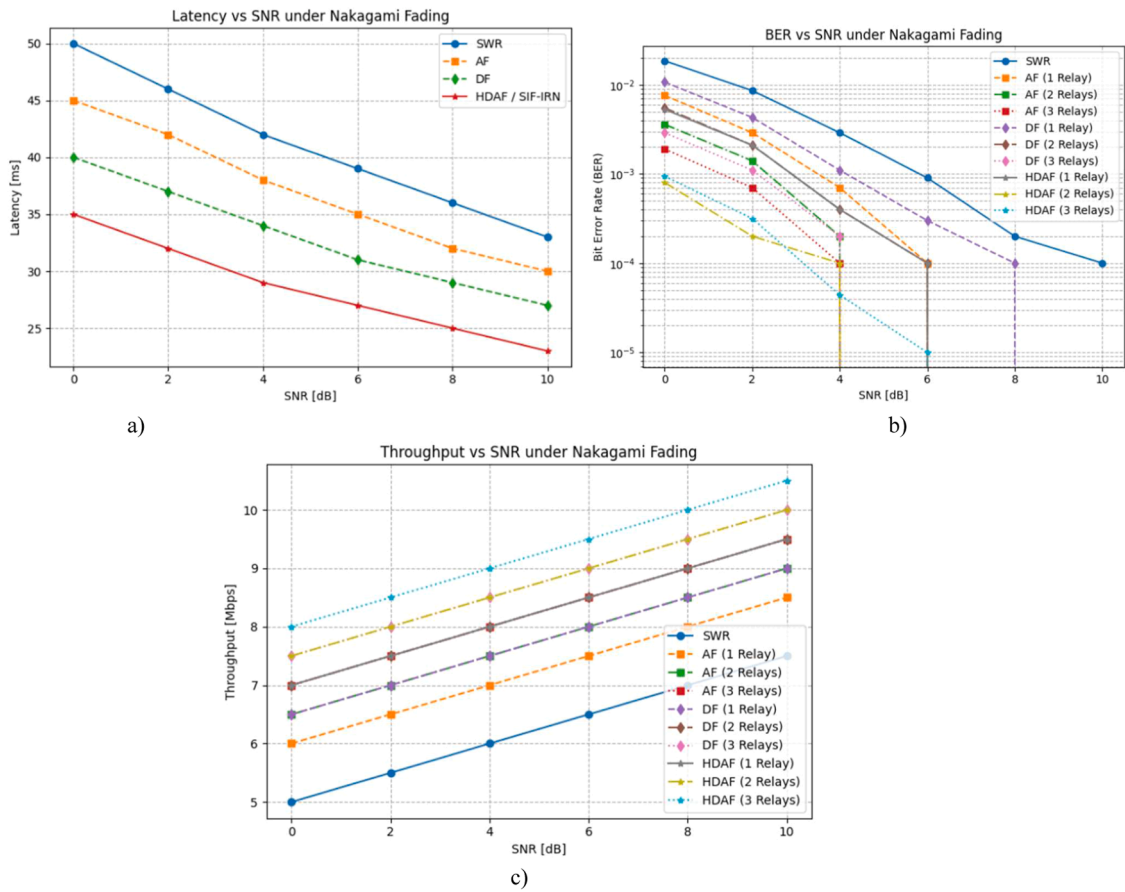 Latency vs SNR under Nakagami Fading
50
45
40
35
30
25
Latency [ms]
0 2 4 6 8 10
SNR [dB]
SWR
AF
DF
HDAF / SIF-IRN
a)
BER vs SNR under Nakagami Fading
10⁻²
10⁻³
10⁻⁴
10⁻⁵
Bit Error Rate (BER)
0 2 4 6 8 10
SNR [dB]
SWR
AF (1 Relay)
AF (2 Relays)
AF (3 Relays)
DF (1 Relay)
DF (2 Relays)
DF (3 Relays)
HDAF (1 Relay)
HDAF (2 Relays)
HDAF (3 Relays)
b)
Throughput vs SNR under Nakagami Fading
10
9
8
7
6
5
Throughput [Mbps]
0 2 4 6 8 10
SNR [dB]
SWR
AF (1 Relay)
AF (2 Relays)
AF (3 Relays)
DF (1 Relay)
DF (2 Relays)
DF (3 Relays)
HDAF (1 Relay)
HDAF (2 Relays)
HDAF (3 Relays)
c)